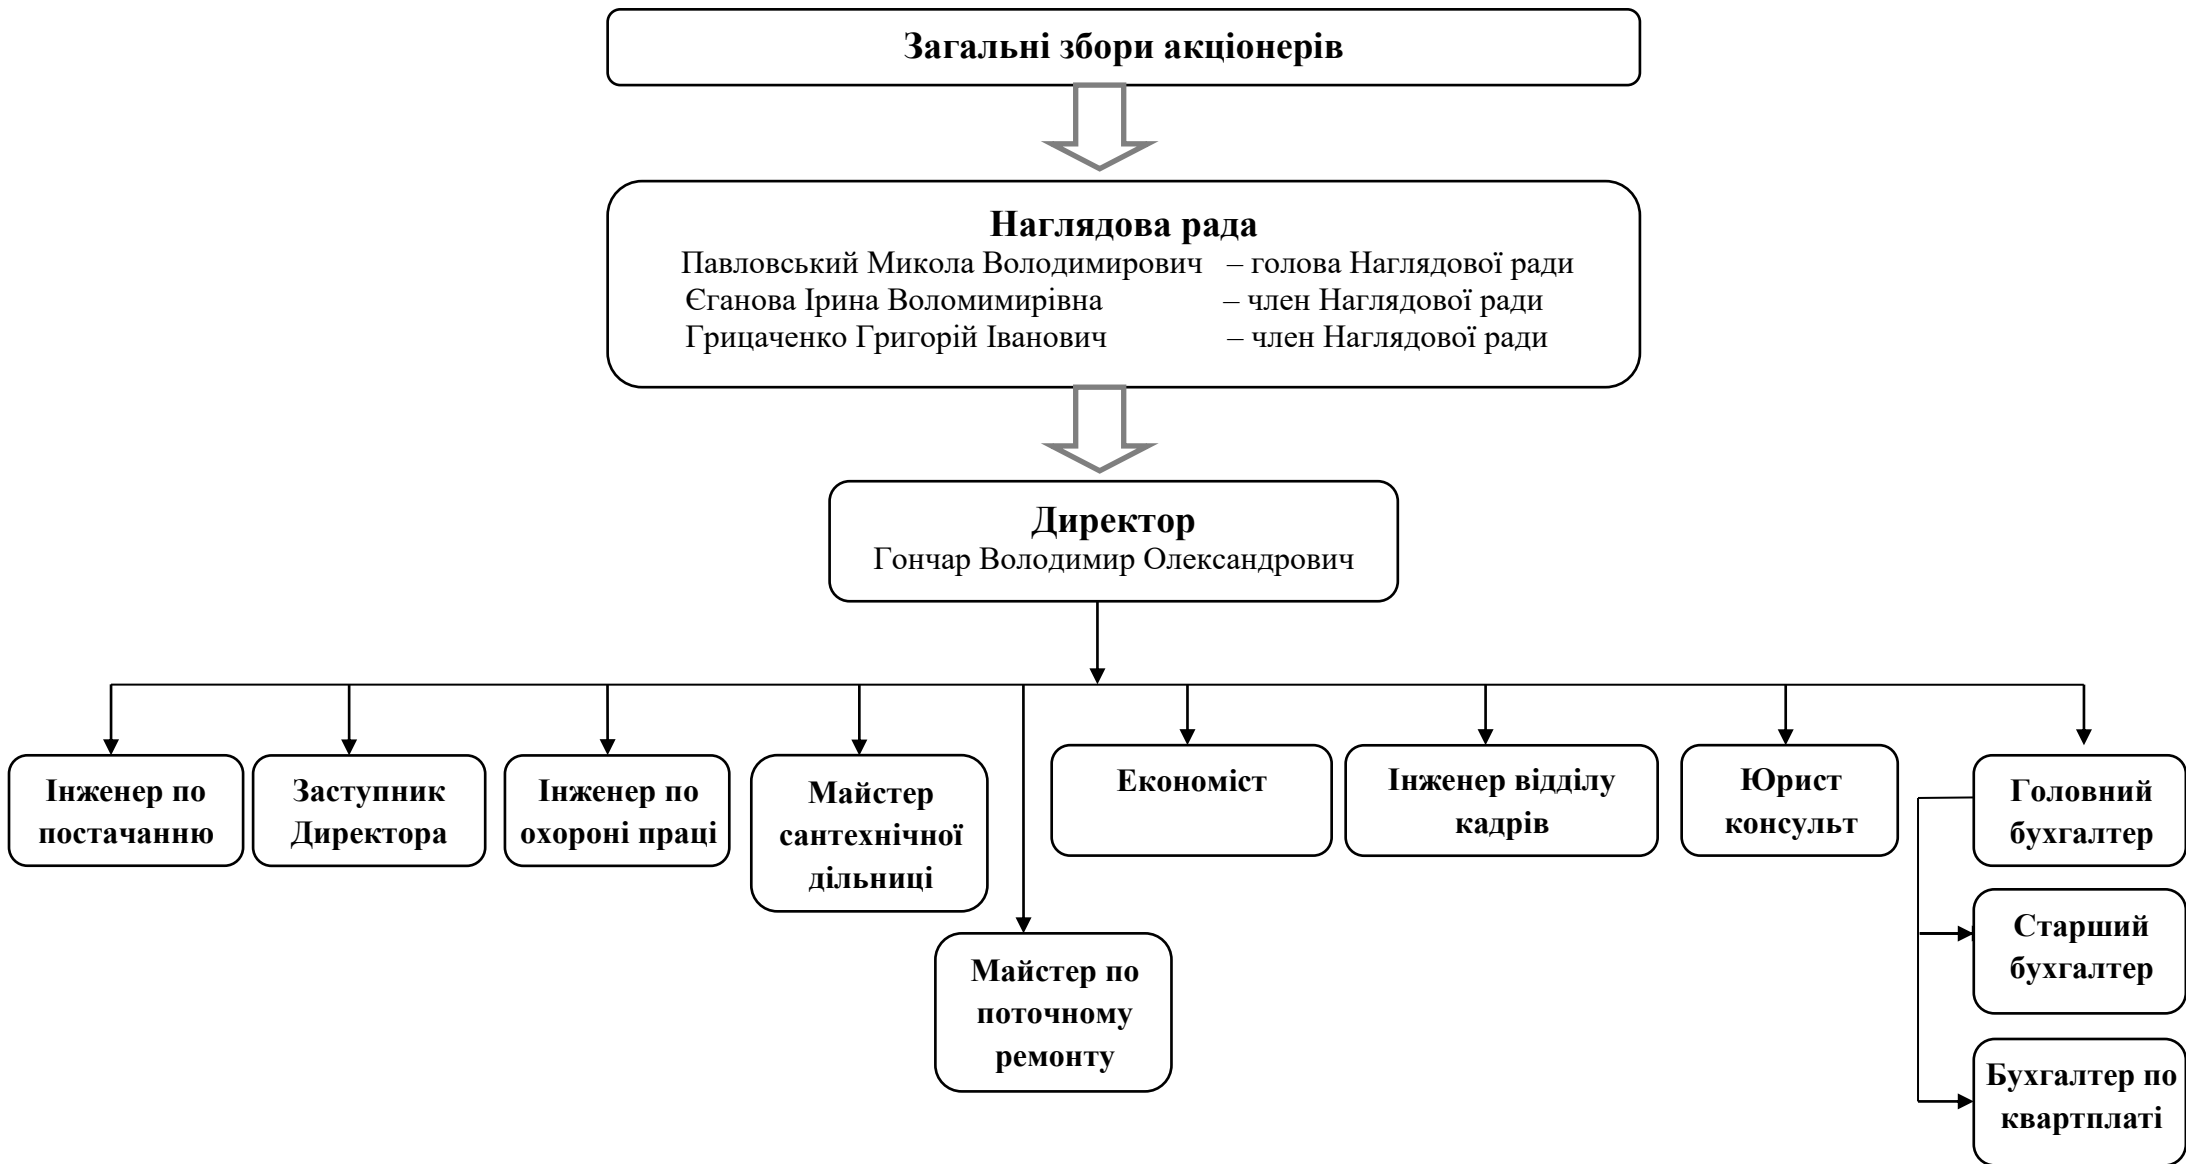 Загальні збори акціонерів
Наглядова рада
Павловський Микола Володимирович – голова Наглядової ради
Єганова Ірина Воломимирівна – член Наглядової ради
Грицаченко Григорій Іванович – член Наглядової ради
Директор
Гончар Володимир Олександрович
Інженер по
постачанню
Заступник
Директора
Інженер по
охороні праці
Майстер
сантехнічної
дільниці
Майстер по
поточному
ремонту
Економіст
Інженер відділу
кадрів
Юрист
консульт
Головний
бухгалтер
Старший
бухгалтер
Бухгалтер по
квартплаті